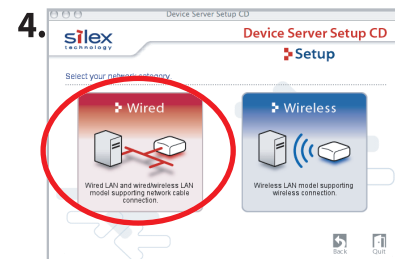 4.
Device Server Setup CD
silex
technology
Device Server Setup CD
Setup
Select your network category.
Wired
Wired LAN and wired/wireless LAN
model supporting network cable
connection.
Wireless
Wireless LAN model supporting
wireless connection.
Back
Quit